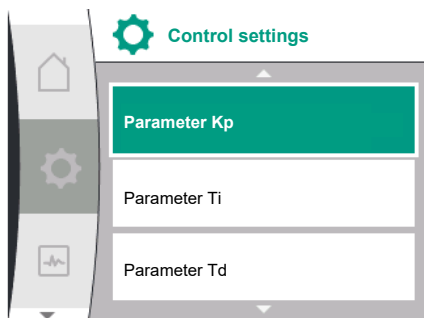 Control settings
Parameter Kp
Parameter Ti
Parameter Td